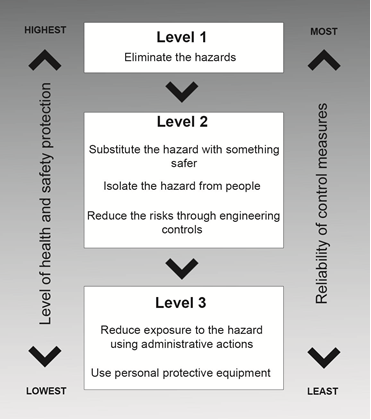 HIGHEST
MOST
Level 1
Eliminate the hazards
Level 2
Substitute the hazard with something
safer
Isolate the hazard from people
Reduce the risks through engineering
controls
Level of health and safety protection
Reliability of control measures
Level 3
Reduce exposure to the hazard
using administrative actions
Use personal protective equipment
LOWEST
LEAST